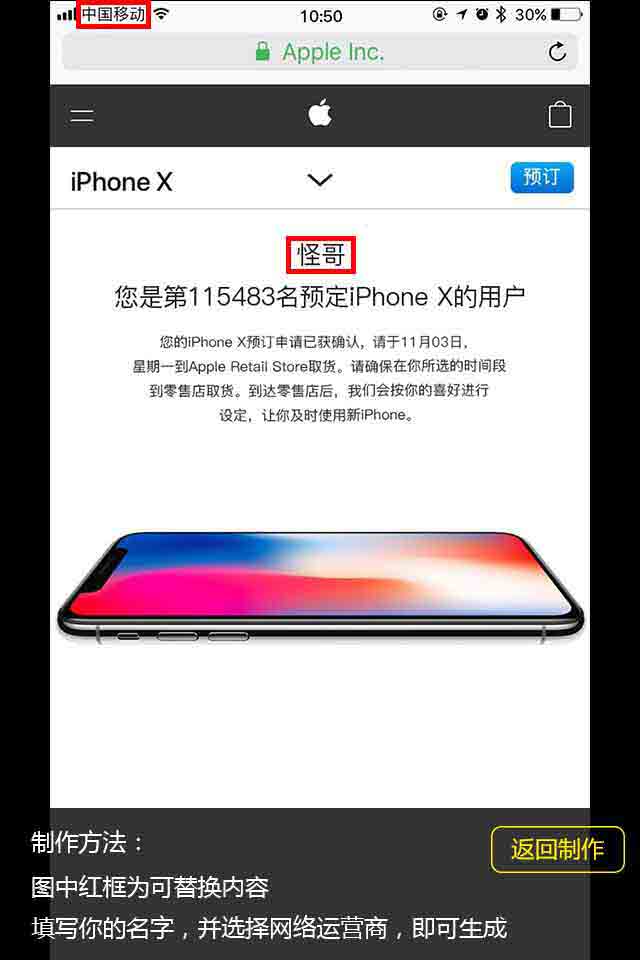 中国移动
10:50
30%
Apple Inc.
iPhone X
预订
怪哥
您是第115483名预定iPhone X的用户
您的iPhone X预订申请已获确认，请于11月03日，
星期一到Apple Retail Store取货。请确保在你所选的时间段
到零售店取货。到达零售店后，我们会按你的喜好进行
设定，让你及时使用新iPhone。
制作方法：
返回制作
图中红框为可替换内容
填写你的名字，并选择网络运营商，即可生成